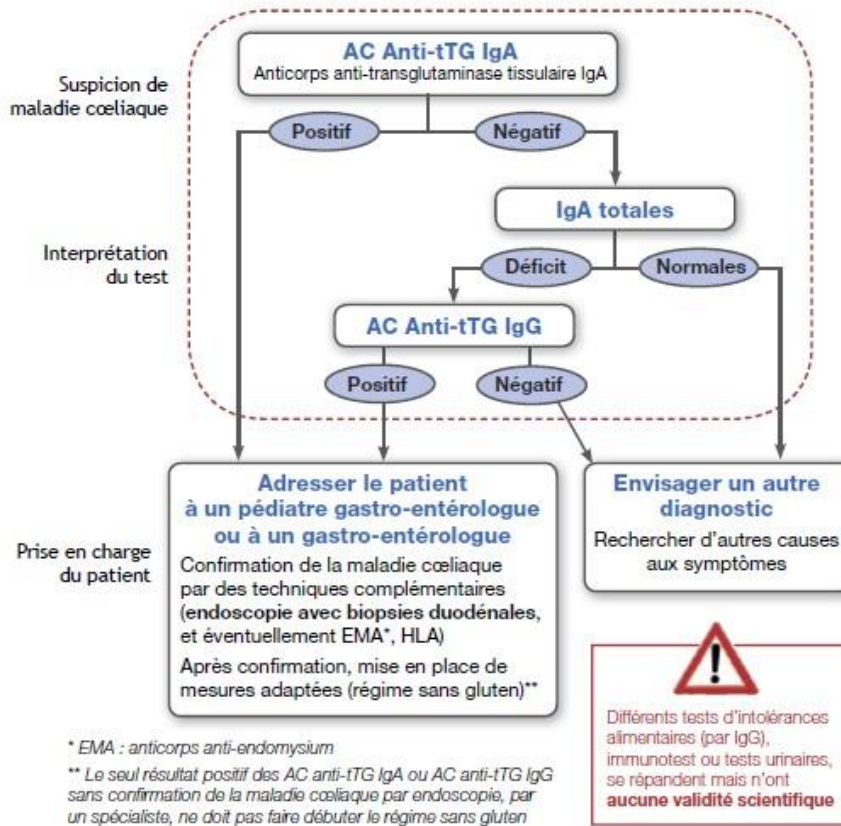 AC Anti-tTG IgA
Anticorps anti-transglutaminase tissulaire IgA
Suspicion de
maladie cœliaque
Positif
Négatif
IgA totales
Interprétation
du test
Déficit
Normales
AC Anti-tTG IgG
Positif
Négatif
Prise en charge
du patient
Adresser le patient
à un pédiatre gastro-entérologue
ou à un gastro-entérologue
Confirmation de la maladie cœliaque
par des techniques complémentaires
(endoscopie avec biopsies duodénales,
et éventuellement EMA*, HLA)
Après confirmation, mise en place de
mesures adaptées (régime sans gluten)**
Envisager un autre
diagnostic
Rechercher d'autres causes
aux symptômes
!
Différents tests d'intolérances
alimentaires (par IgG),
immunotest ou tests urinaires,
se répandent mais n'ont
aucune validité scientifique
* EMA : anticorps anti-endomysium
** Le seul résultat positif des AC anti-tTG IgA ou AC anti-tTG IgG
sans confirmation de la maladie cœliaque par endoscopie, par
un spécialiste, ne doit pas faire débuter le régime sans gluten